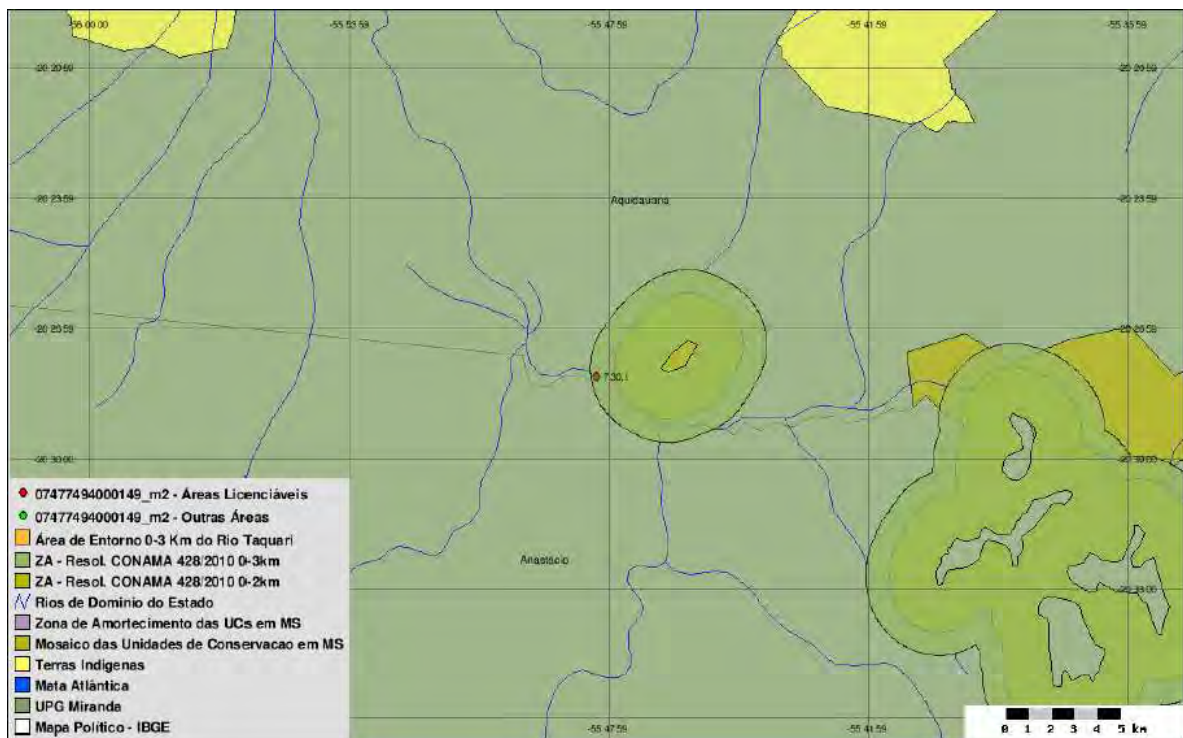 -56 00 00
-55 53 59
-55 47 59
-55 41 59
-55 35 59
-20 20 59
-20 20 59
-20 23 59
Aquidauana
-20 23 59
-20 26 59
-20 26 59
-20 30 00
-20 30 00
Anastácio
-20 33 00
07477494000149_m2 - Áreas Licenciáveis
07477494000149_m2 - Outras Áreas
Área de Entorno 0-3 Km do Rio Taquari
ZA - Resol. CONAMA 428/2010 0-3km
ZA - Resol. CONAMA 428/2010 0-2km
Rios de Domínio do Estado
Zona de Amortecimento das UCs em MS
Mosaico das Unidades de Conservacao em MS
Terras Indígenas
Mata Atlântica
UPG Miranda
Mapa Político - IBGE
-55 47 59
-55 41 59
0 1 2 3 4 5 km